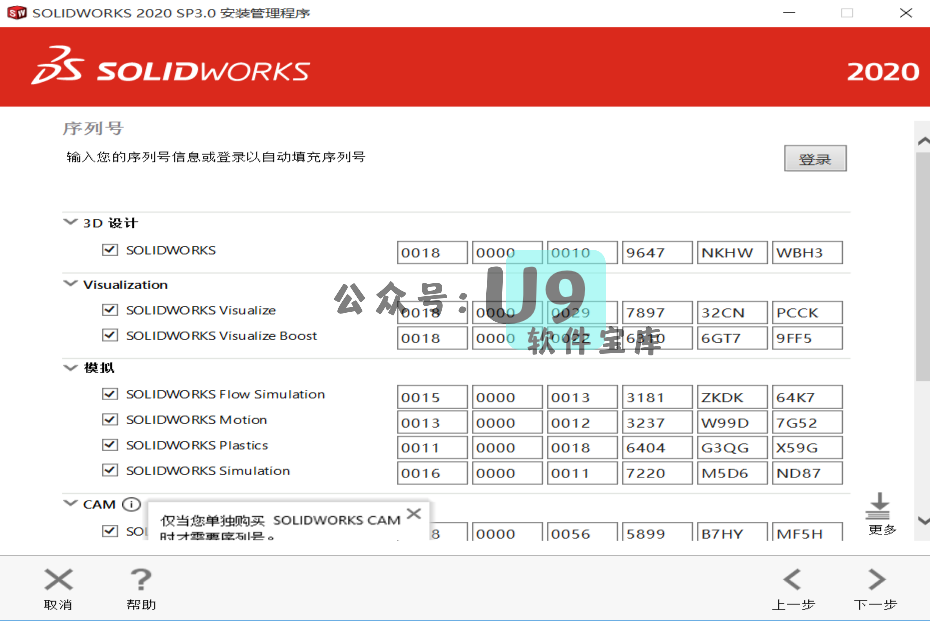 SW SOLIDWORKS 2020 SP3.0 安装管理程序
SOLIDWORKS 2020
序列号
输入您的序列号信息或登录以自动填充序列号
登录
3D 设计
SOLIDWORKS 0018 0000 0010 9647 NKHW WBH3
Visualization
SOLIDWORKS Visualize 0018 0000 0029 7897 32CN PCCK
SOLIDWORKS Visualize Boost 0018 0000 0022 6310 6GT7 9FF5
公众号：U9
软件宝库
模拟
SOLIDWORKS Flow Simulation 0015 0000 0013 3181 ZKDK 64K7
SOLIDWORKS Motion 0013 0000 0012 3237 W99D 7G52
SOLIDWORKS Plastics 0011 0000 0018 6404 G3QG X59G
SOLIDWORKS Simulation 0016 0000 0011 7220 M5D6 ND87
CAM
仅当您单独购买 SOLIDWORKS CAM
时才需要序列号。
SO 8 0000 0056 5899 B7HY MF5H
更多
取消 帮助 上一步 下一步